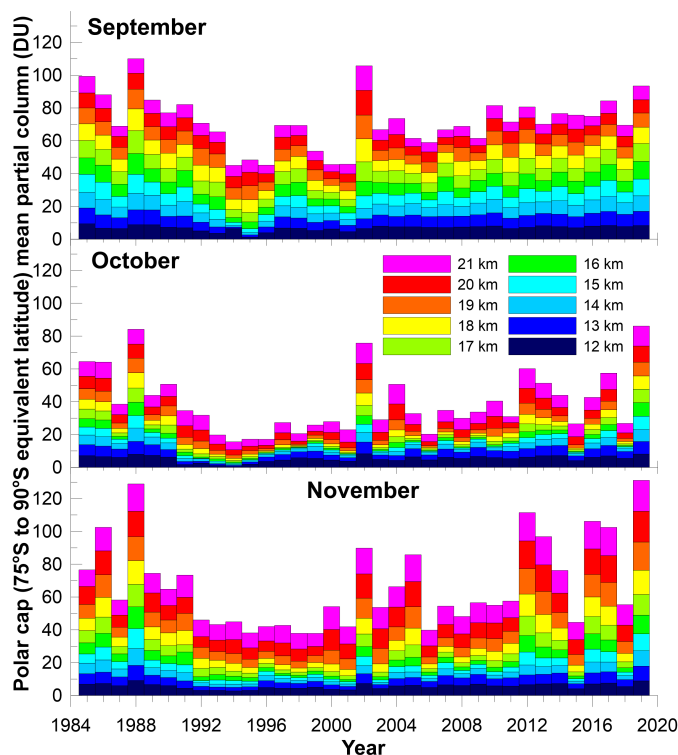 Polar cap (75°S to 90°S equivalent latitude) mean partial column (DU)
September
120
100
80
60
40
20
0
October
120
100
80
60
40
20
0
21 km
20 km
19 km
18 km
17 km
16 km
15 km
14 km
13 km
12 km
November
120
100
80
60
40
20
0
1984 1988 1992 1996 2000 2004 2008 2012 2016 2020
Year